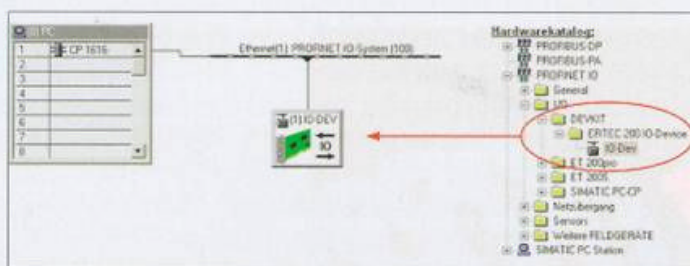 PC
1
CP 1616
2
3
4
5
6
7
8
Ethernet(1) PROFINET IO-System (100)
(1) IO-DEV
IO
Hardwarekatalog:
PROFIBUS-DP
PROFIBUS-PA
PROFINET IO
General
I/O
DEVKIT
ERTEC 200 IO-Device
IO-Dev
ET 200pro
ET 200S
SIMATIC PC-CP
Netzübergang
Sensors
Weitere FELDGERÄTE
SIMATIC PC Station